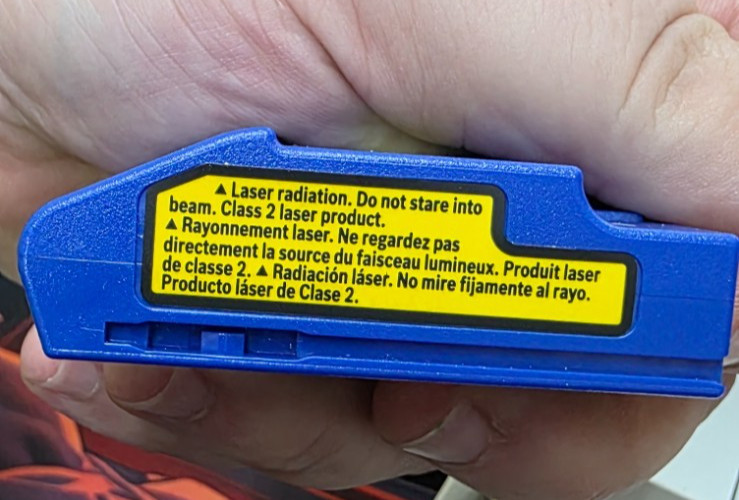 ▲ Laser radiation. Do not stare into
beam. Class 2 laser product.
▲ Rayonnement laser. Ne regardez pas
directement la source du faisceau lumineux. Produit laser
de classe 2. ▲ Radiación láser. No mire fijamente al rayo.
Producto láser de Clase 2.